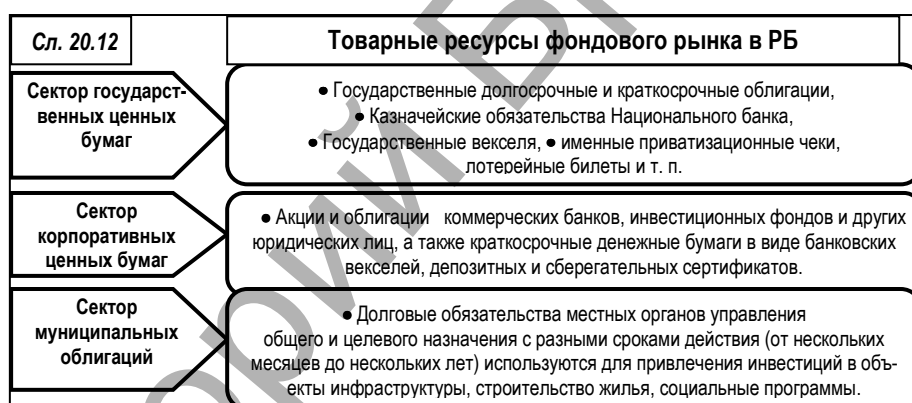 Сл. 20.12
Товарные ресурсы фондового рынка в РБ
Сектор государст-
венных ценных
бумаг
● Государственные долгосрочные и краткосрочные облигации,
● Казначейские обязательства Национального банка,
● Государственные векселя, ● именные приватизационные чеки,
лотерейные билеты и т. п.
Сектор
корпоративных
ценных бумаг
● Акции и облигации коммерческих банков, инвестиционных фондов и других
юридических лиц, а также краткосрочные денежные бумаги в виде банковских
векселей, депозитных и сберегательных сертификатов.
Сектор
муниципальных
облигаций
● Долговые обязательства местных органов управления
общего и целевого назначения с разными сроками действия (от нескольких
месяцев до нескольких лет) используются для привлечения инвестиций в объ-
екты инфраструктуры, строительство жилья, социальные программы.